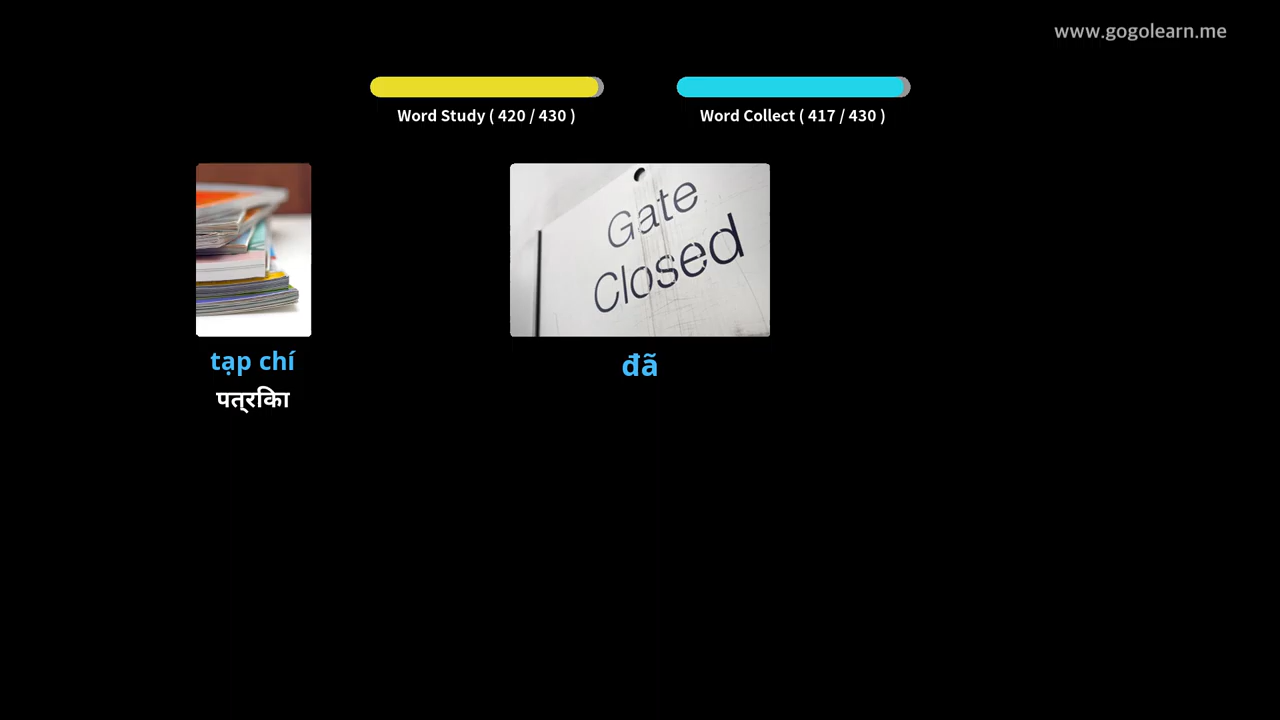 www.gogolearn.me
Word Study ( 420 / 430 )
Word Collect ( 417 / 430 )
Gate
Closed
tạp chí
đã
पत्रिका